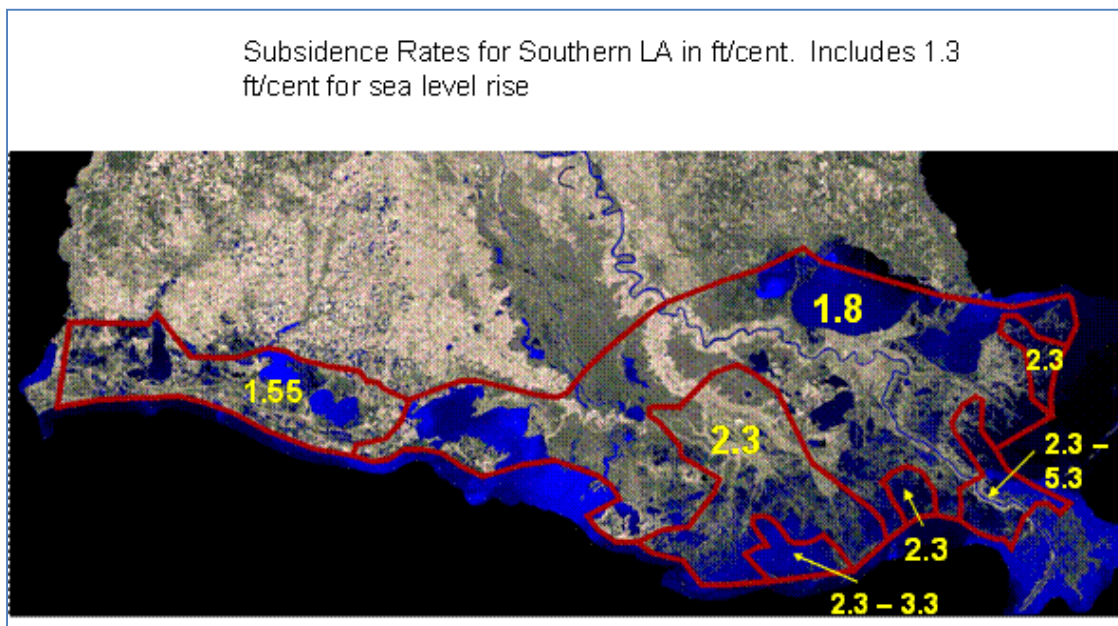 Subsidence Rates for Southern LA in ft/cent.  Includes 1.3
ft/cent for sea level rise
1.8
2.3
1.55
2.3
2.3 –
5.3
2.3
2.3 – 3.3